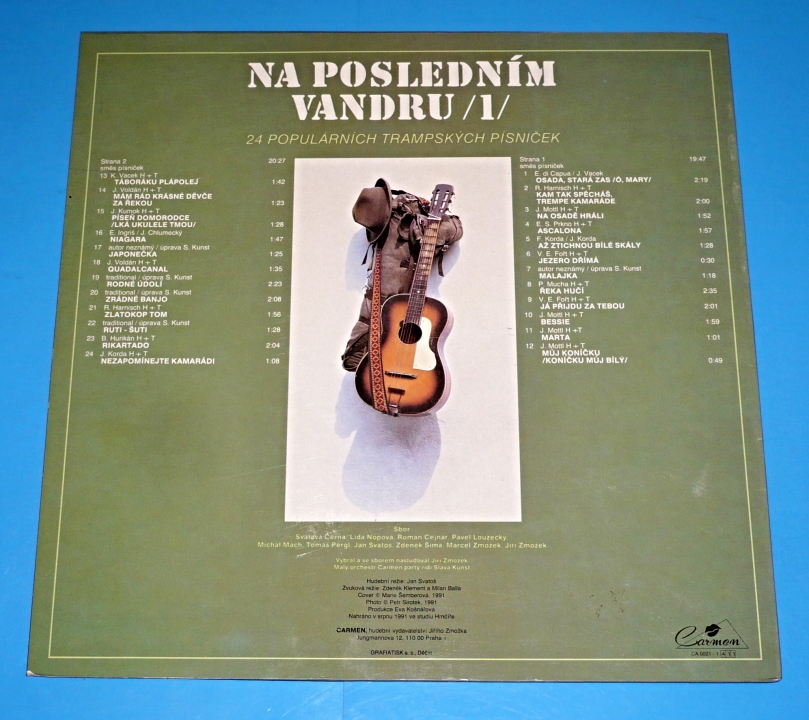 NA POSLEDNÍM
VANDRU /1/
24 POPULÁRNÍCH TRAMPSKÝCH PÍSNIČEK
Strana 2 20:27
směs písniček
13 K. Vacek H + T
TÁBORÁKU PLÁPOLEJ 1:42
14 J. Voldán H + T
MÁM RÁD KRÁSNÉ DĚVČE
ZA ŘEKOU 1:23
15 J. Kumok H + T
PÍSEŇ DOMORODCE
/LKÁ UKULELE TMOU/ 1:28
16 E. Ingriš / J. Chlumecký
NIAGARA 1:47
17 autor neznámý / úprava S. Kunst
JAPONEČKA 1:25
18 J. Voldán H + T
QUADALCANAL 1:35
19 traditional / úprava S. Kunst
RODNÉ ÚDOLÍ 2:23
20 traditional / úprava S. Kunst
ZRÁDNÉ BANJO 2:08
21 R. Harnisch H + T
ZLATOKOP TOM 1:56
22 traditional / úprava S. Kunst
RUTI - ŠUTI 1:28
23 B. Hurikán H + T
RIKARTADO 2:04
24 J. Korda H + T
NEZAPOMÍNEJTE KAMARÁDI 1:08
Strana 1 19:47
směs písniček
1 E. di Capua / J. Vacek
OSADA, STARÁ ZAS /Ó, MARY/ 2:19
2 R. Harnisch H + T
KAM TAK SPĚCHÁŠ,
TREMPE KAMARÁDE 2:00
3 J. Mottl H + T
NA OSADĚ HRÁLI 1:52
4 E. S. Prkno H + T
ASCALONA 1:57
5 F. Korda / J. Korda
AŽ ZTICHNOU BÍLÉ SKÁLY 1:28
6 V. E. Fořt H + T
JEZERO DŘÍMÁ 0:30
7 autor neznámý / úprava S. Kunst
MALAJKA 1:18
8 P. Mucha H + T
ŘEKA HUČÍ 2:35
9 V. E. Fořt H + T
JÁ PŘIJDU ZA TEBOU 2:01
10 J. Mottl H + T
BESSIE 1:59
11 J. Mottl H + T
MARTA 1:01
12 J. Mottl H + T
MŮJ KONÍČKU
/KONÍČKU MŮJ BÍLÝ/ 0:49
Sbor
Svatava Černá, Lída Nopová, Roman Cejnar, Pavel Louzecký
Michal Mach, Tomáš Pergl, Jan Svatoš, Zdeněk Šíma, Marcel Zmožek, Jiří Zmožek
Vybral a se sborem nastudoval Jiří Zmožek
Malý orchestr Carmen party řídí Sláva Kunst
Hudební režie: Jan Svatoš
Zvuková režie: Zdeněk Klement a Milan Balla
Cover © Marie Šemberová, 1991
Photo © Petr Sirotek, 1991
Produkce Eva Košnářová
Nahráno v srpnu 1991 ve studiu Hrnčíře
CARMEN, hudební vydavatelství Jiřího Zmožka
Jungmannova 12, 110 00 Praha 1
GRAFIATISK a. s., Děčín
Carmen